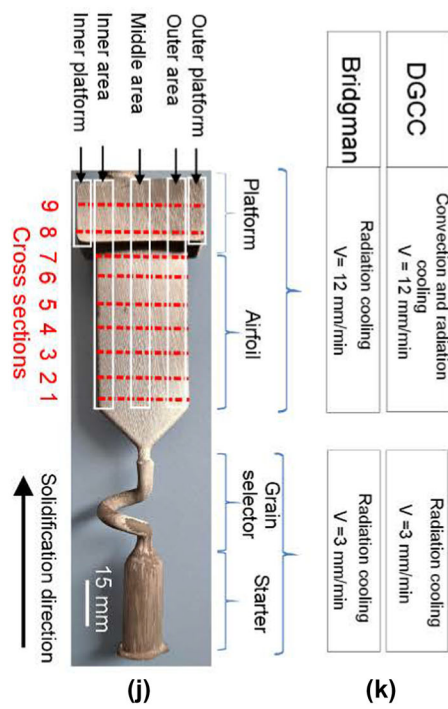 Outer platform
Outer area
Middle area
Inner area
Inner platform
Platform
Airfoil
Grain
selector
Starter
9 8 7 6 5 4 3 2 1
Cross sections
Solidification direction
15 mm
(j)
DGCC
Convection and radiation
cooling
V = 12 mm/min
Radiation cooling
V =3 mm/min
Bridgman
Radiation cooling
V= 12 mm/min
Radiation cooling
V =3 mm/min
(k)